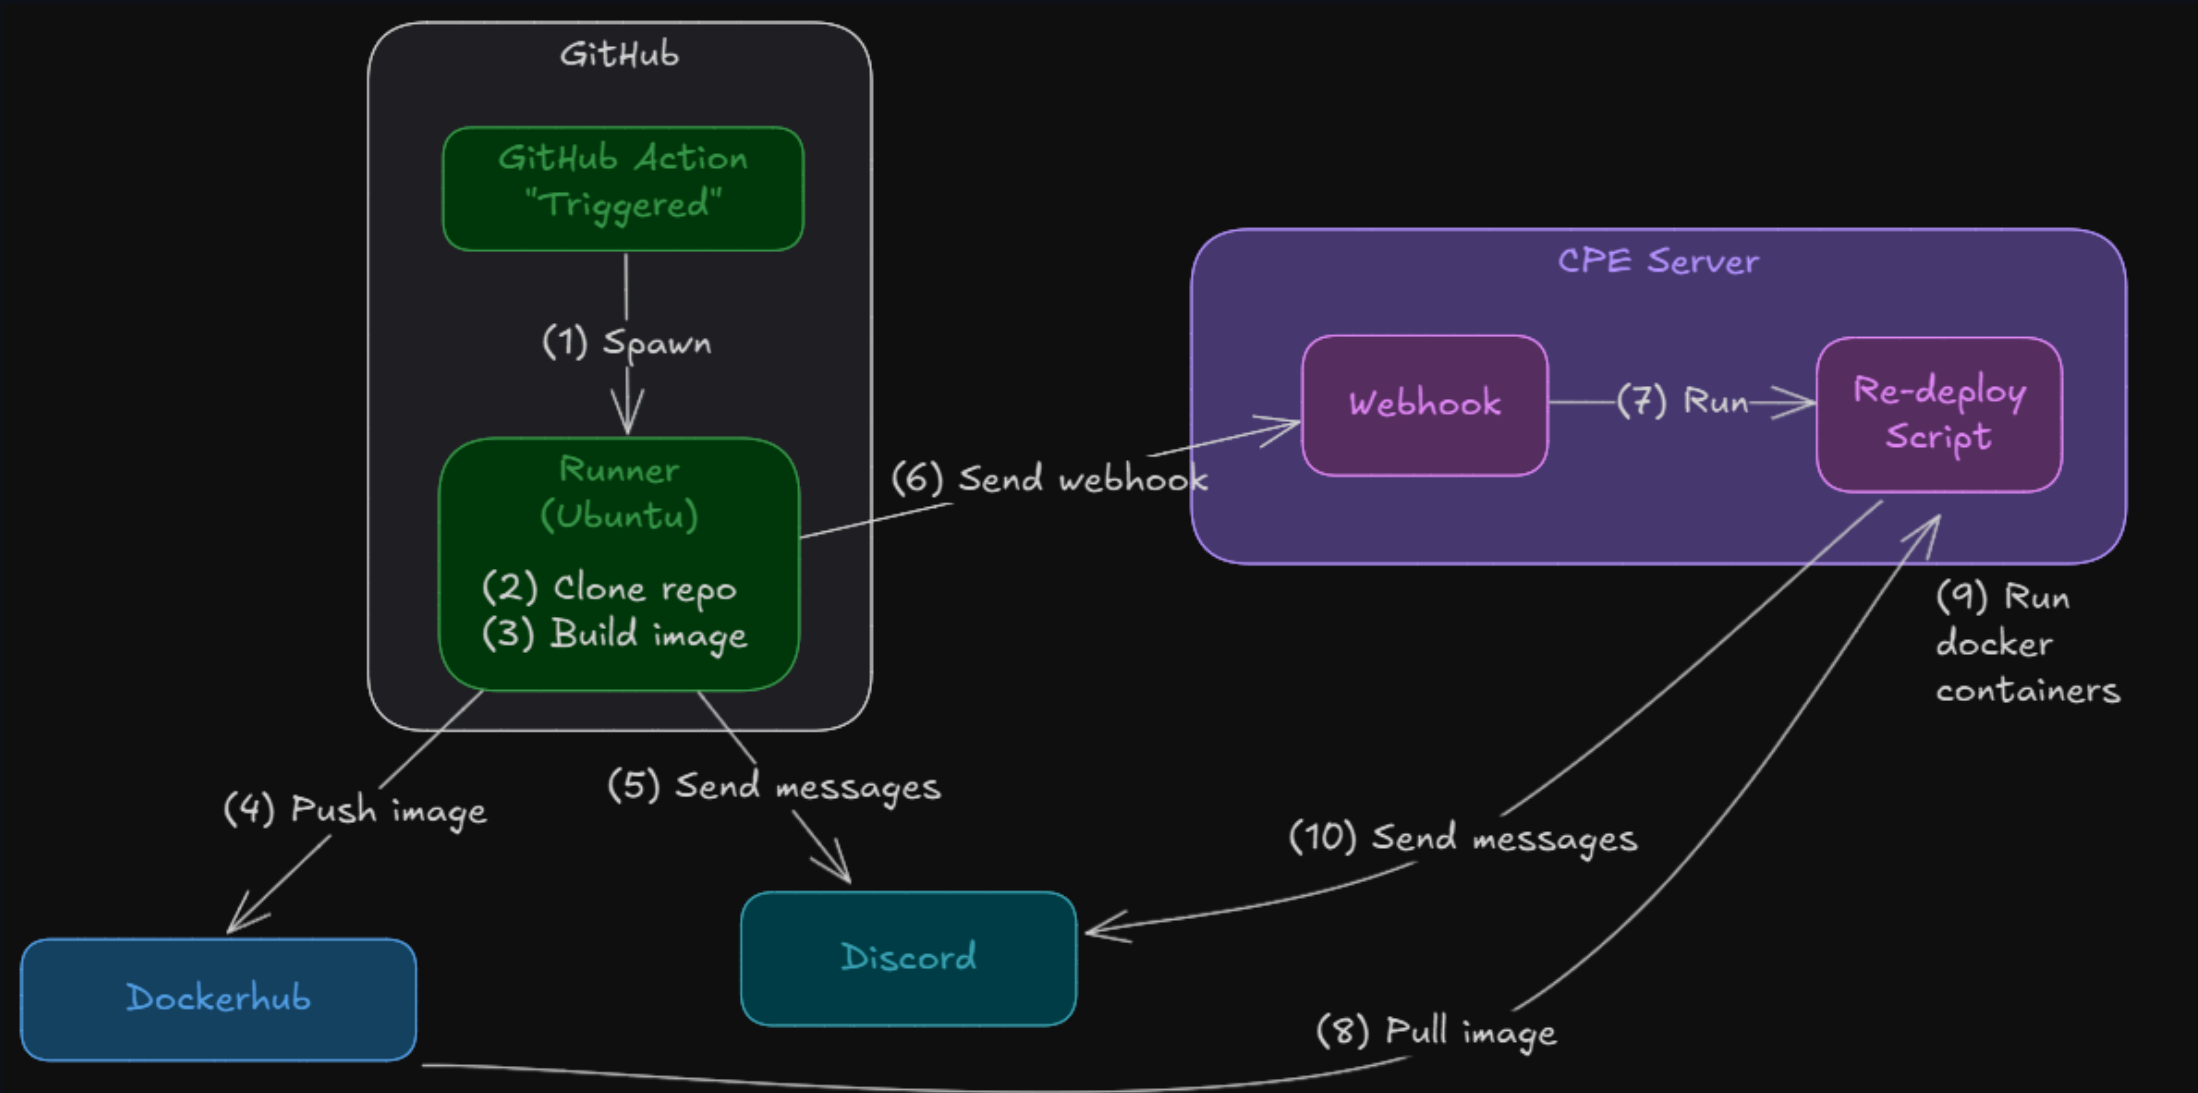 GitHub
GitHub Action
"Triggered"
(1) Spawn
Runner
(Ubuntu)
(2) Clone repo
(3) Build image
(4) Push image
(5) Send messages
(6) Send webhook
CPE Server
Webhook
(7) Run
Re-deploy
Script
(9) Run
docker
containers
(10) Send messages
Discord
Dockerhub
(8) Pull image